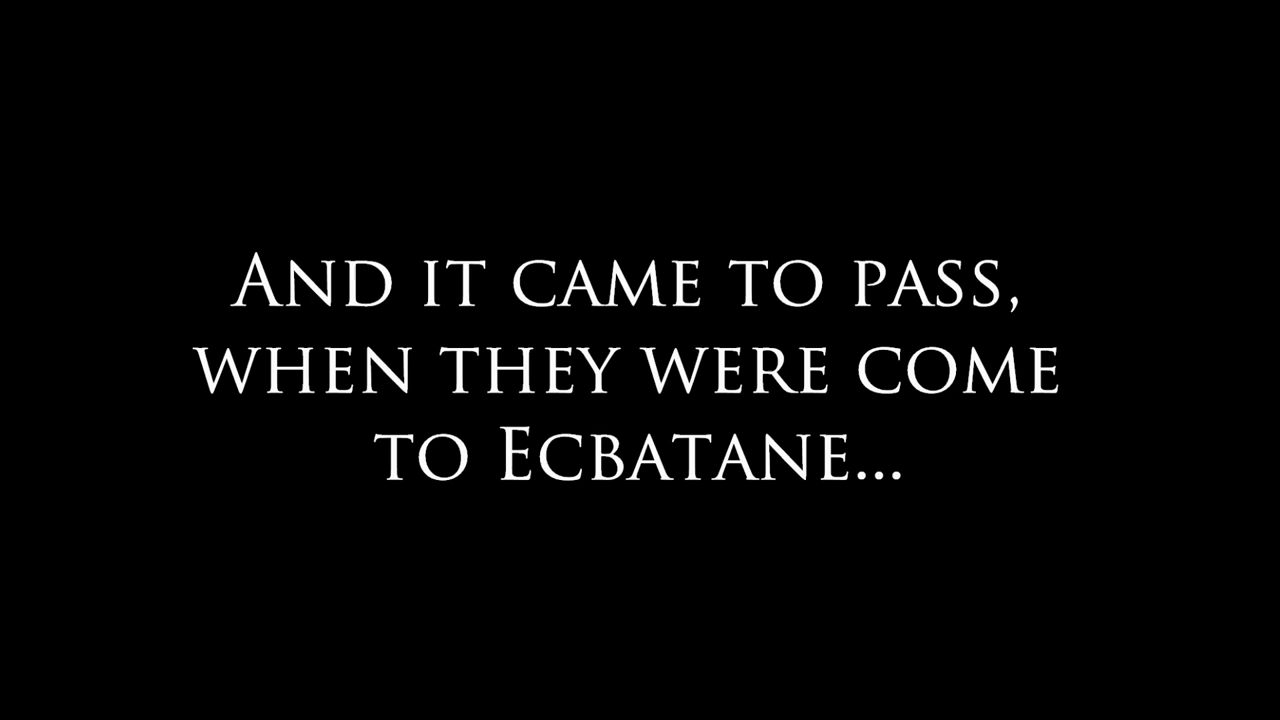 And it came to pass,
when they were come
to Ecbatane...